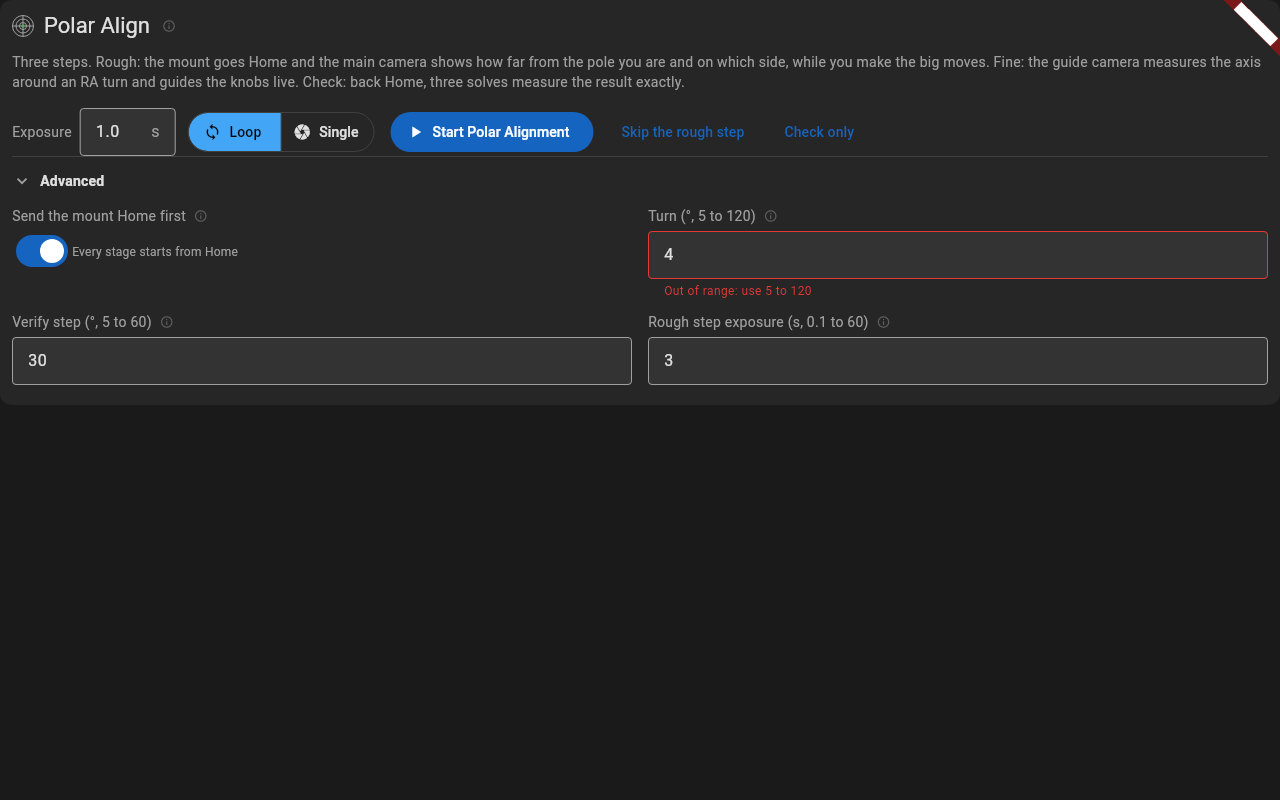 Polar Align
Three steps. Rough: the mount goes Home and the main camera shows how far from the pole you are and on which side, while you make the big moves. Fine: the guide camera measures the axis
around an RA turn and guides the knobs live. Check: back Home, three solves measure the result exactly.
Exposure 1.0 s Loop Single Start Polar Alignment Skip the rough step Check only
Advanced
Send the mount Home first Turn (°, 5 to 120)
Every stage starts from Home 4
Out of range: use 5 to 120
Verify step (°, 5 to 60) Rough step exposure (s, 0.1 to 60)
30 3